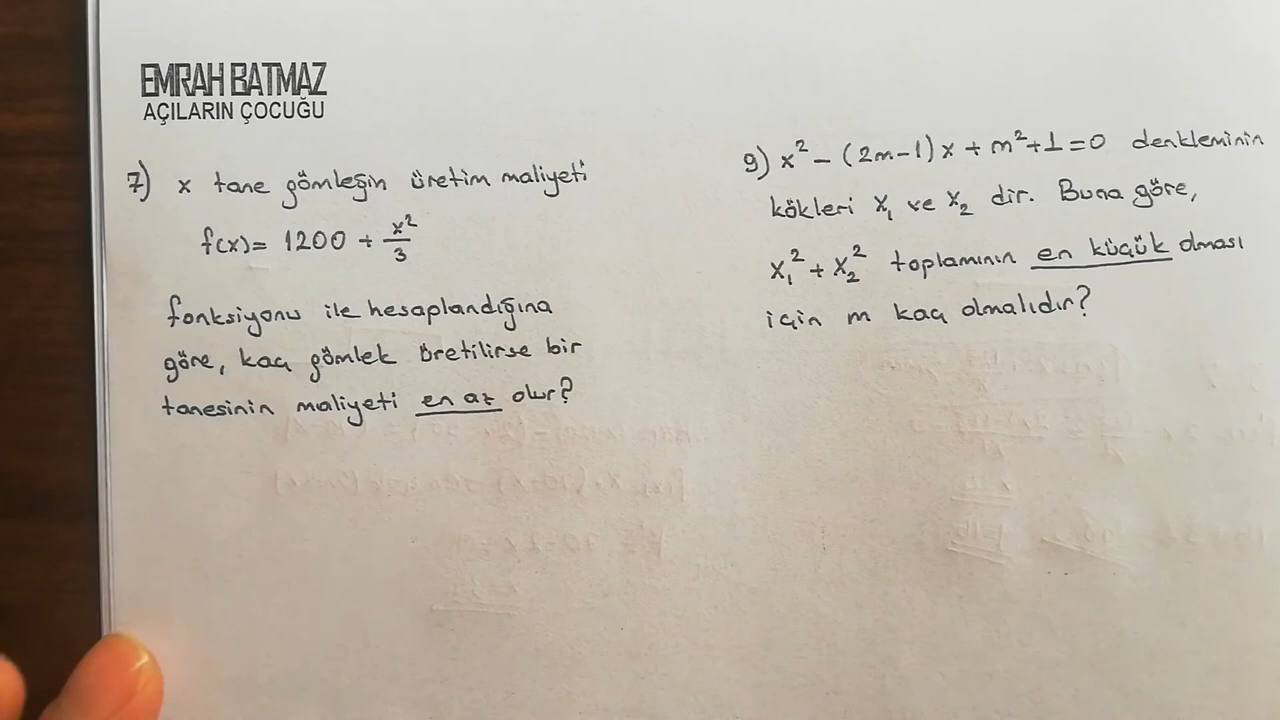 EMRAH BATMAZ
AÇILARIN ÇOCUĞU
7) x tane gömleğin üretim maliyeti
f(x) = 1200 + x²/3
fonksiyonu ile hesaplandığına
göre, kaç gömlek üretilirse bir
tanesinin maliyeti en az olur?
9) x² - (2m-1)x + m²+1 = 0 denkleminin
kökleri x₁ ve x₂ dir. Buna göre,
x₁² + x₂² toplamının en küçük olması
için m kaç olmalıdır?